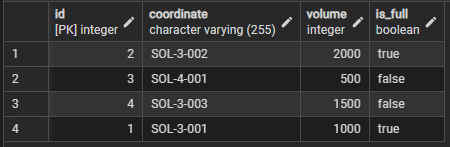 id coordinate volume is_full
[PK] integer character varying (255) integer boolean
1 2 SOL-3-002 2000 true
2 3 SOL-4-001 500 false
3 4 SOL-3-003 1500 false
4 1 SOL-3-001 1000 true